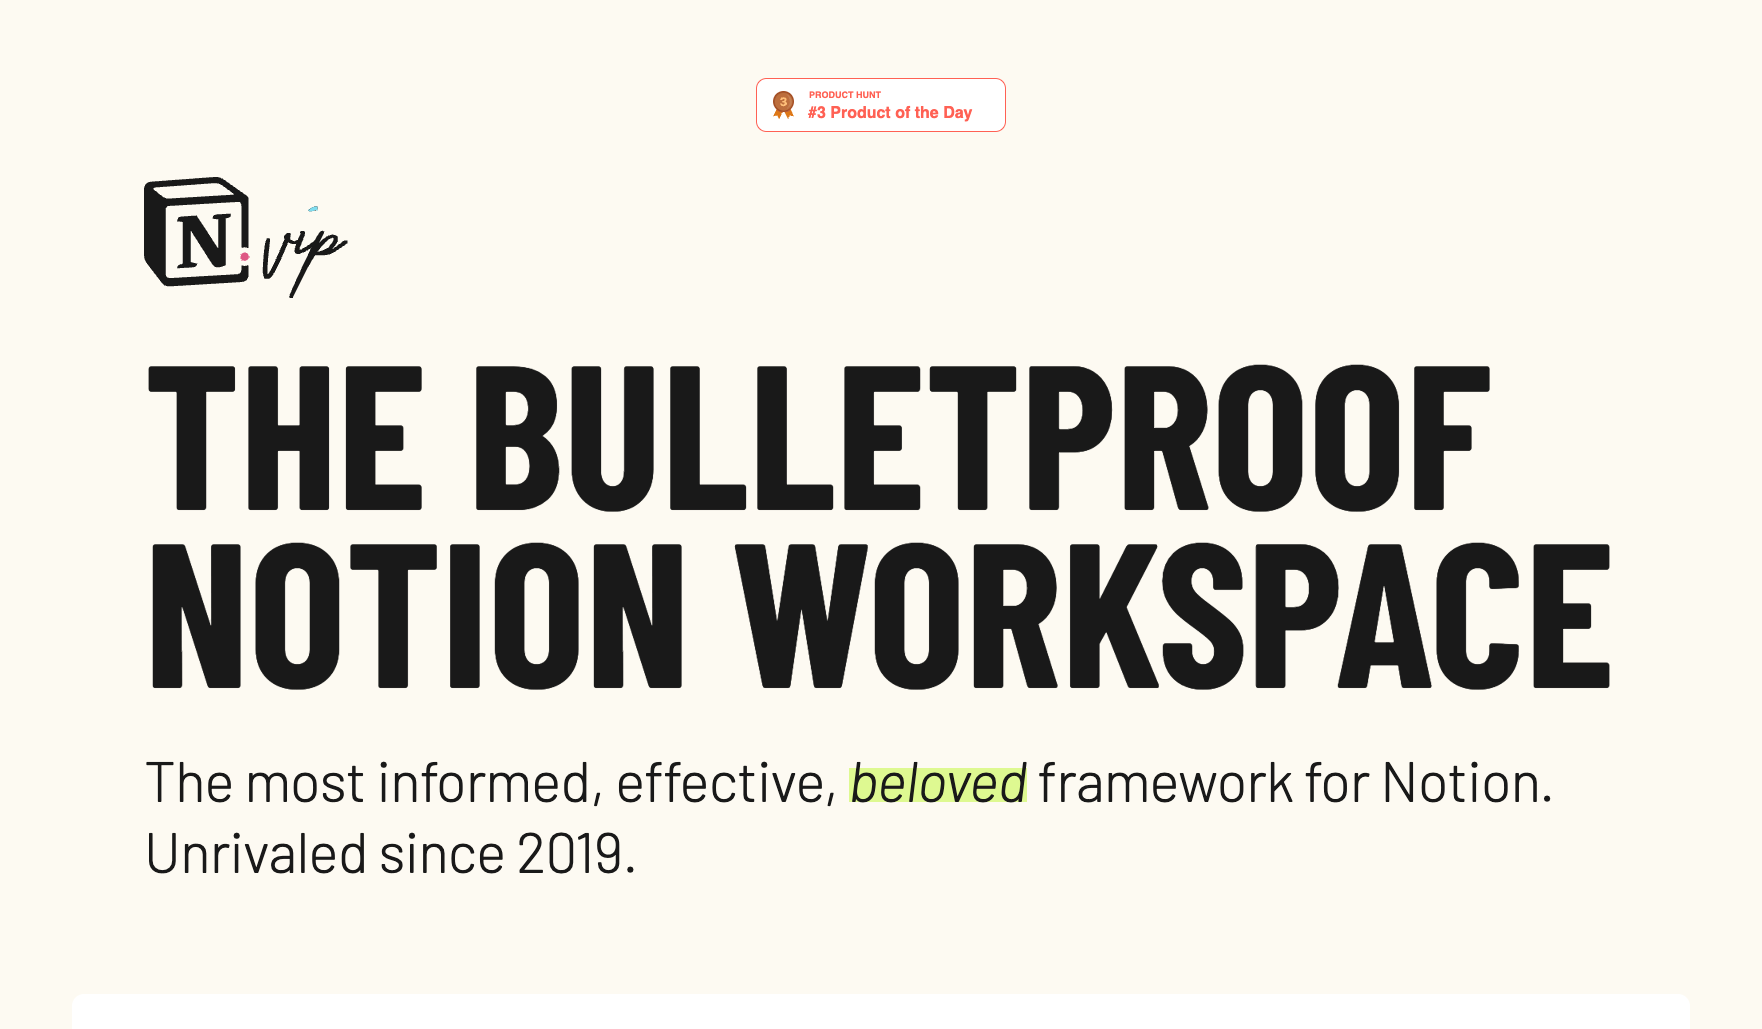 3
PRODUCT HUNT
#3 Product of the Day
N
vip
THE BULLETPROOF
NOTION WORKSPACE
The most informed, effective, beloved framework for Notion.
Unrivaled since 2019.